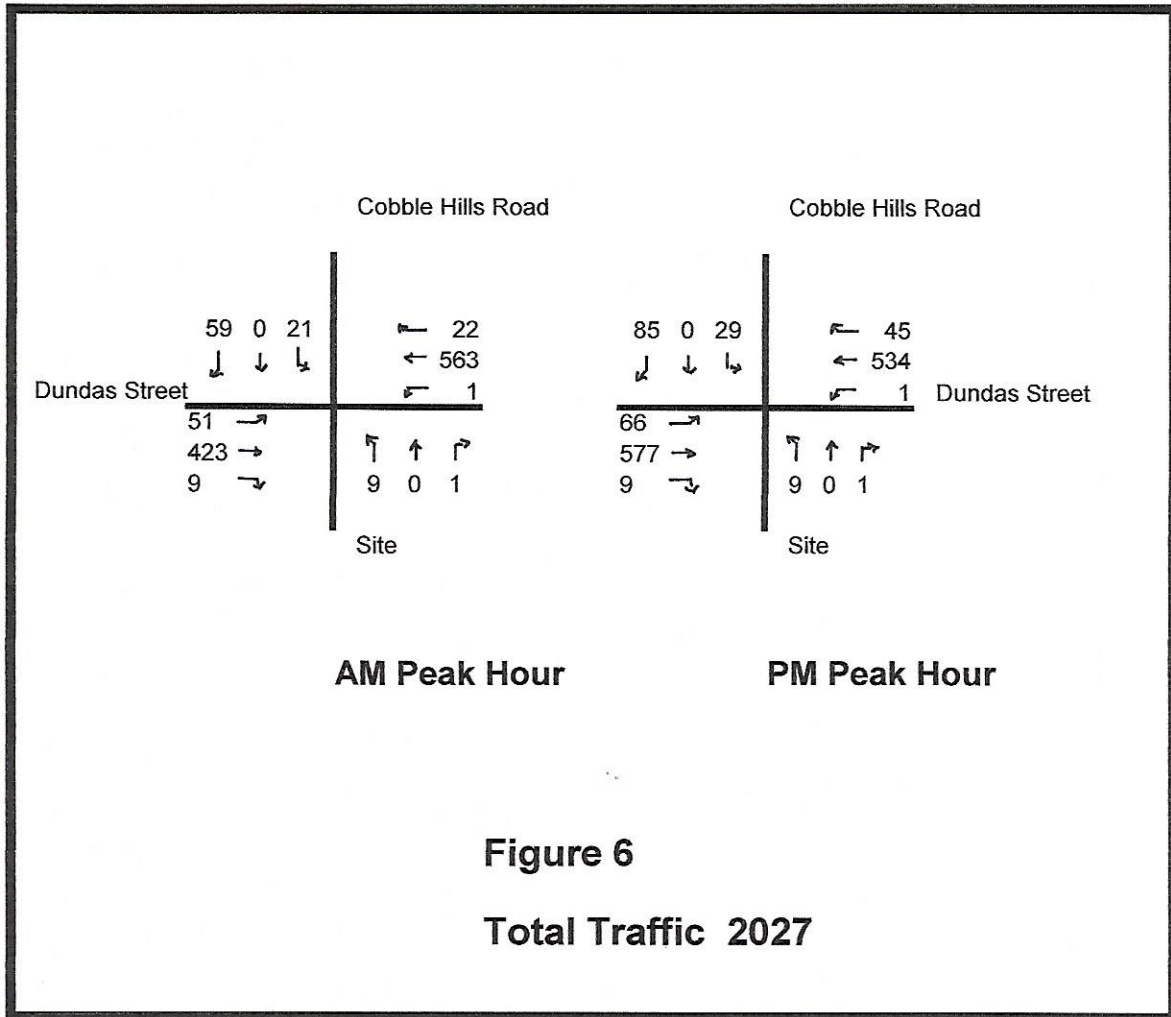 Cobble Hills Road Cobble Hills Road
59 0 21 22 85 0 29 45
563 534
Dundas Street 1 1 Dundas Street
51 66
423 577
9 9 0 1 9 9 0 1
Site Site
AM Peak Hour PM Peak Hour
Figure 6
Total Traffic 2027